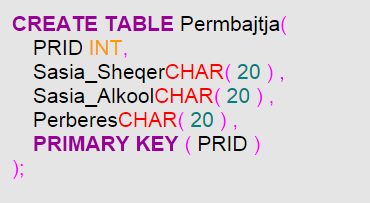 CREATE TABLE Permbajtja(
PRID INT,
Sasia_SheqerCHAR( 20 ) ,
Sasia_AlkoolCHAR( 20 ) ,
PerberesCHAR( 20 ) ,
PRIMARY KEY ( PRID )
);